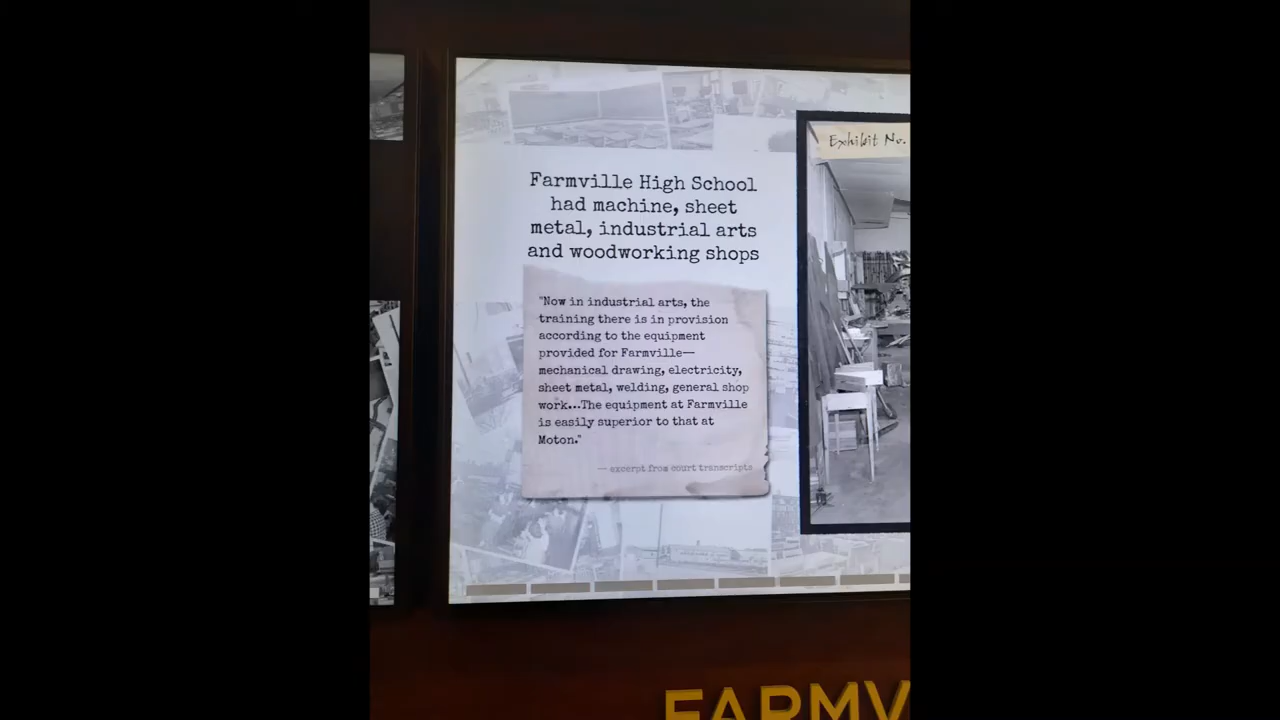 Farmville High School
had machine, sheet
metal, industrial arts
and woodworking shops
"Now in industrial arts, the
training there is in provision
according to the equipment
provided for Farmville—
mechanical drawing, electricity,
sheet metal, welding, general shop
work...The equipment at Farmville
is easily superior to that at
Moton."
— excerpt from court transcripts
Exhibit No.
FARMV